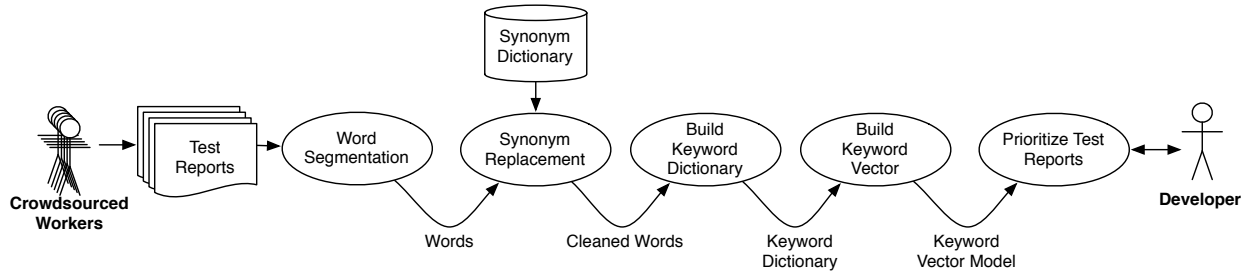 Synonym
Dictionary
Crowdsourced
Workers
Test
Reports
Word
Segmentation
Synonym
Replacement
Build
Keyword
Dictionary
Build
Keyword
Vector
Prioritize Test
Reports
Developer
Words
Cleaned Words
Keyword
Dictionary
Keyword
Vector Model